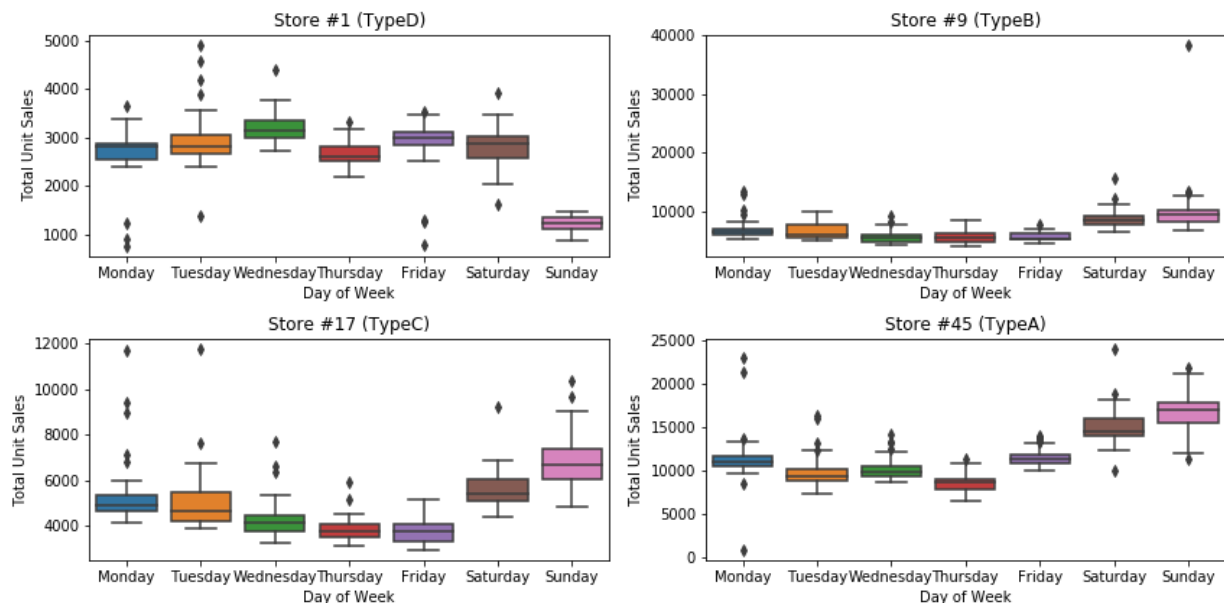 Store #1 (TypeD)
5000
4000
3000
2000
1000
Total Unit Sales
Monday Tuesday Wednesday Thursday Friday Saturday Sunday
Day of Week
Store #9 (TypeB)
40000
30000
20000
10000
Total Unit Sales
Monday Tuesday Wednesday Thursday Friday Saturday Sunday
Day of Week
Store #17 (TypeC)
12000
10000
8000
6000
4000
Total Unit Sales
Monday Tuesday Wednesday Thursday Friday Saturday Sunday
Day of Week
Store #45 (TypeA)
25000
20000
15000
10000
5000
0
Total Unit Sales
Monday Tuesday Wednesday Thursday Friday Saturday Sunday
Day of Week